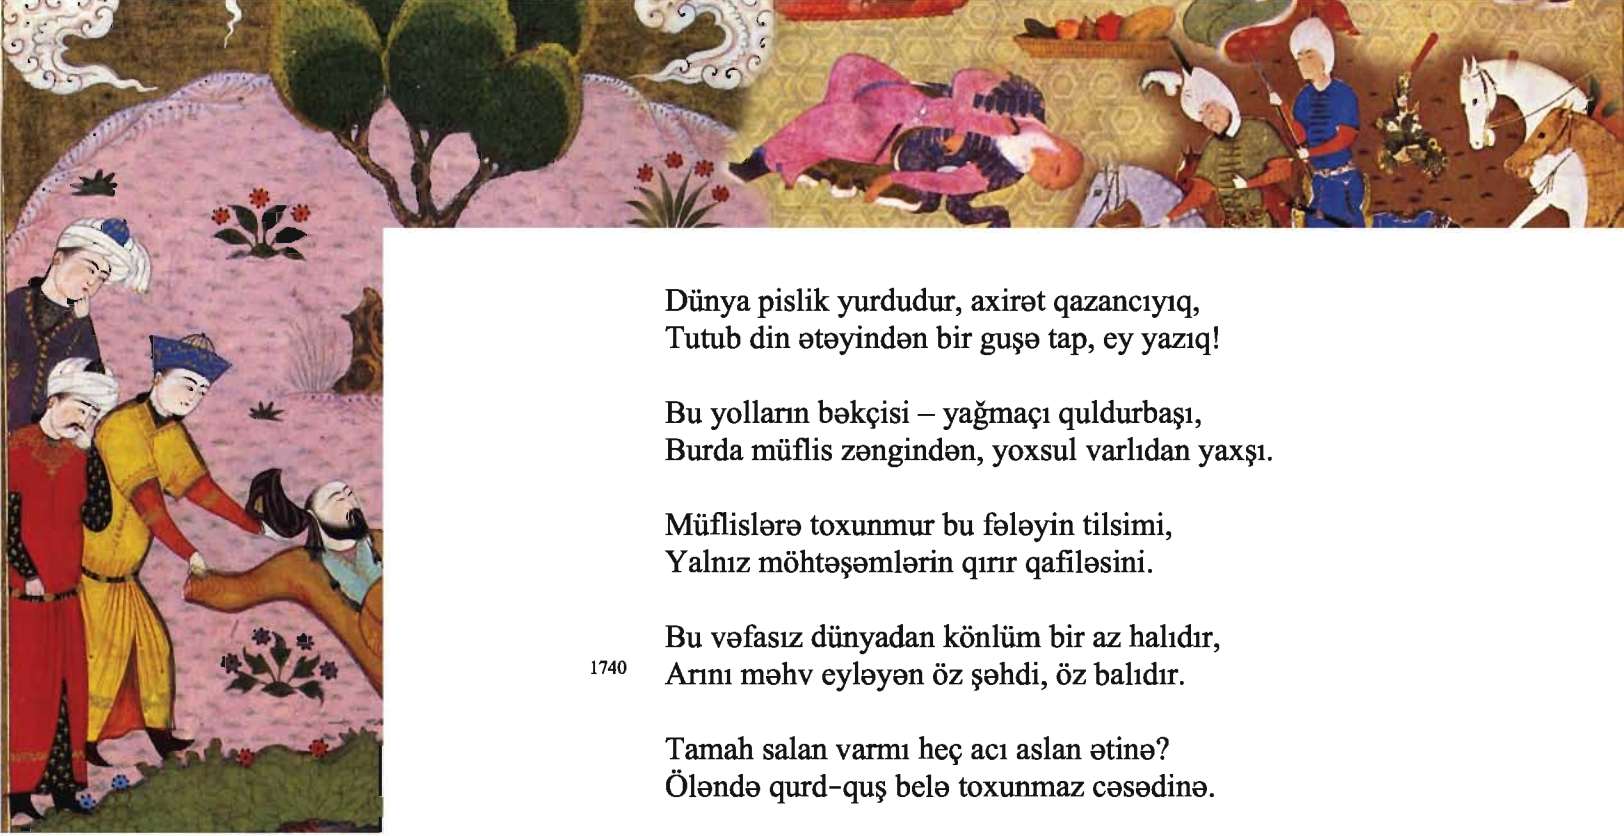 Dünya pislik yurdudur, axirət qazancıyıq,
Tutub din ətəyindən bir guşə tap, ey yazıq!
Bu yolların bəkçisi – yağmaçı quldurbaşı,
Burda müflis zəngindən, yoxsul varlıdan yaxşı.
Müflislərə toxunmur bu fələyin tilsimi,
Yalnız möhtəşəmlərin qırır qafiləsini.
Bu vəfasız dünyadan könlüm bir az halıdır,
1740 Arını məhv eyləyən öz şəhdi, öz balıdır.
Tamah salan varmı heç acı aslan ətinə?
Öləndə qurd-quş belə toxunmaz cəsədinə.